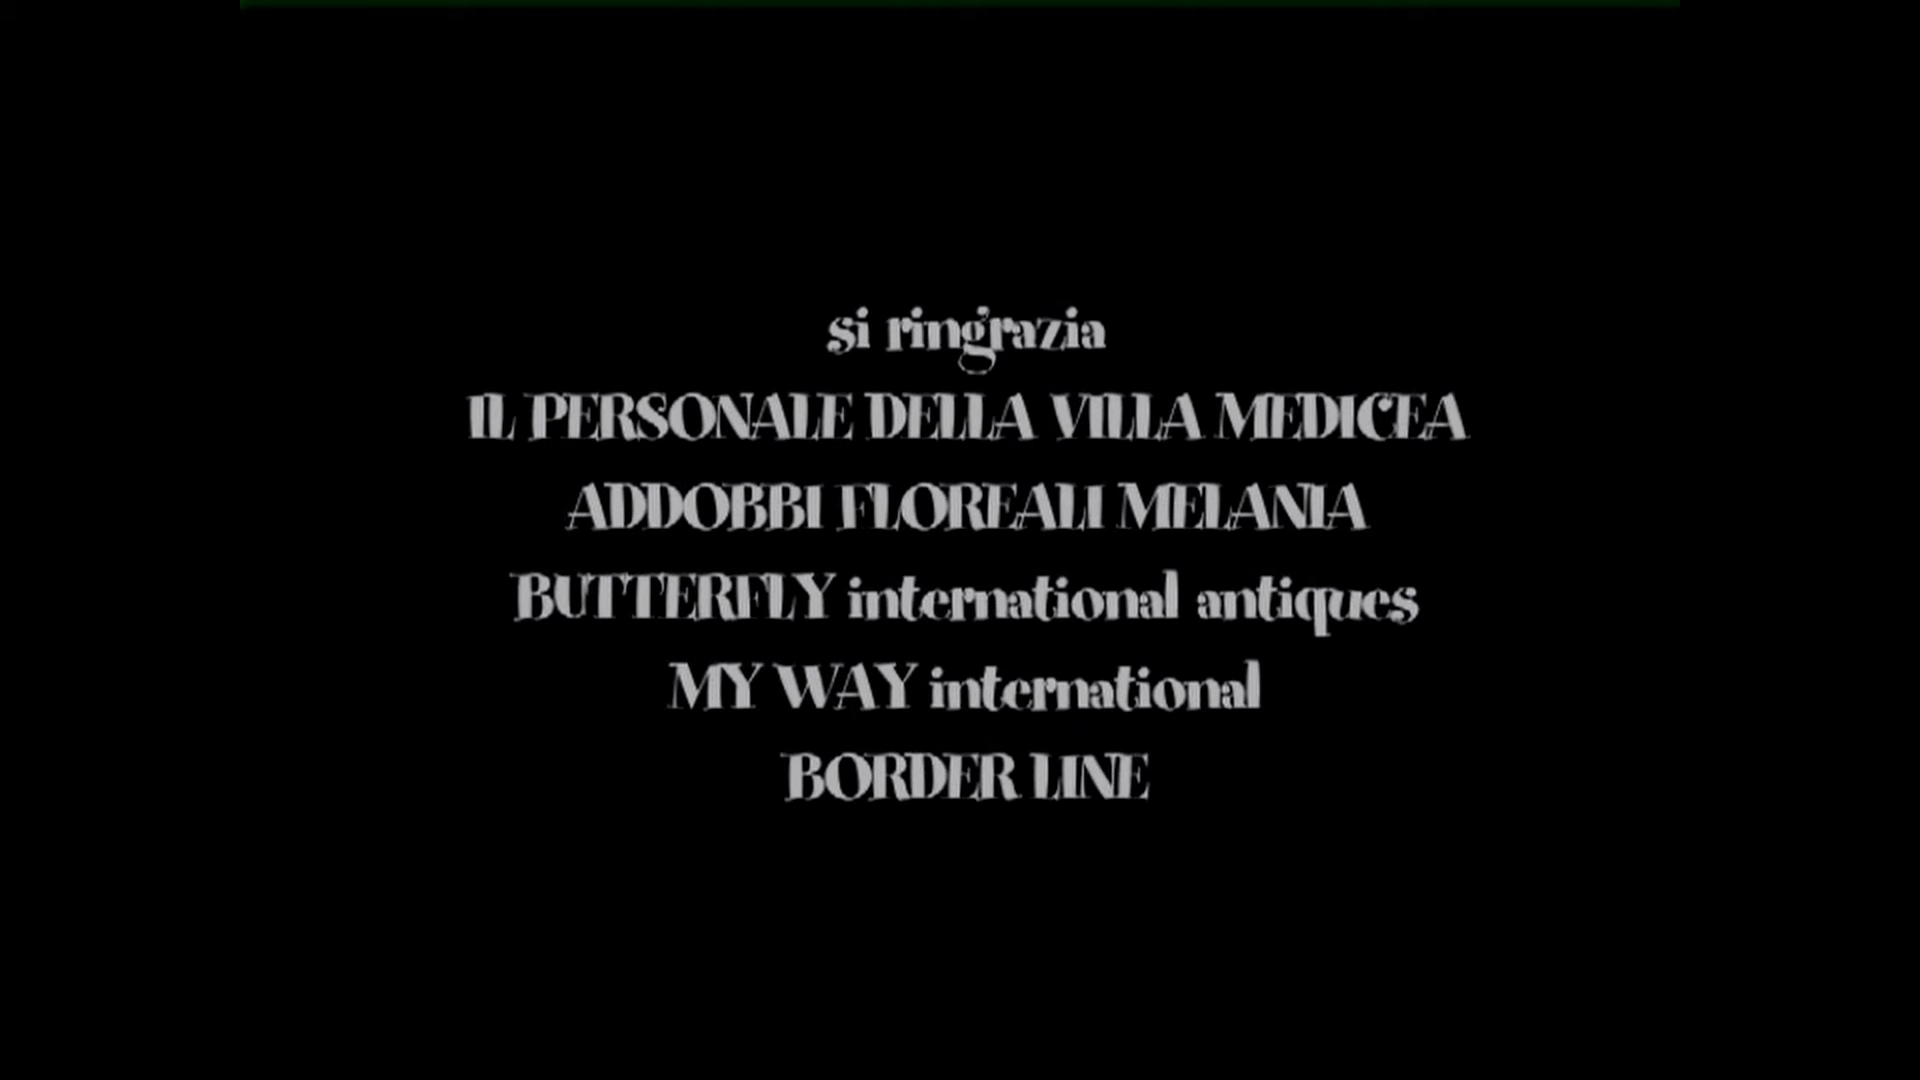 si ringrazia
IL PERSONALE DELLA VILLA MEDICEA
ADDOBBI FLOREALI MELANIA
BUTTERFLY international antiques
MY WAY international
BORDER LINE